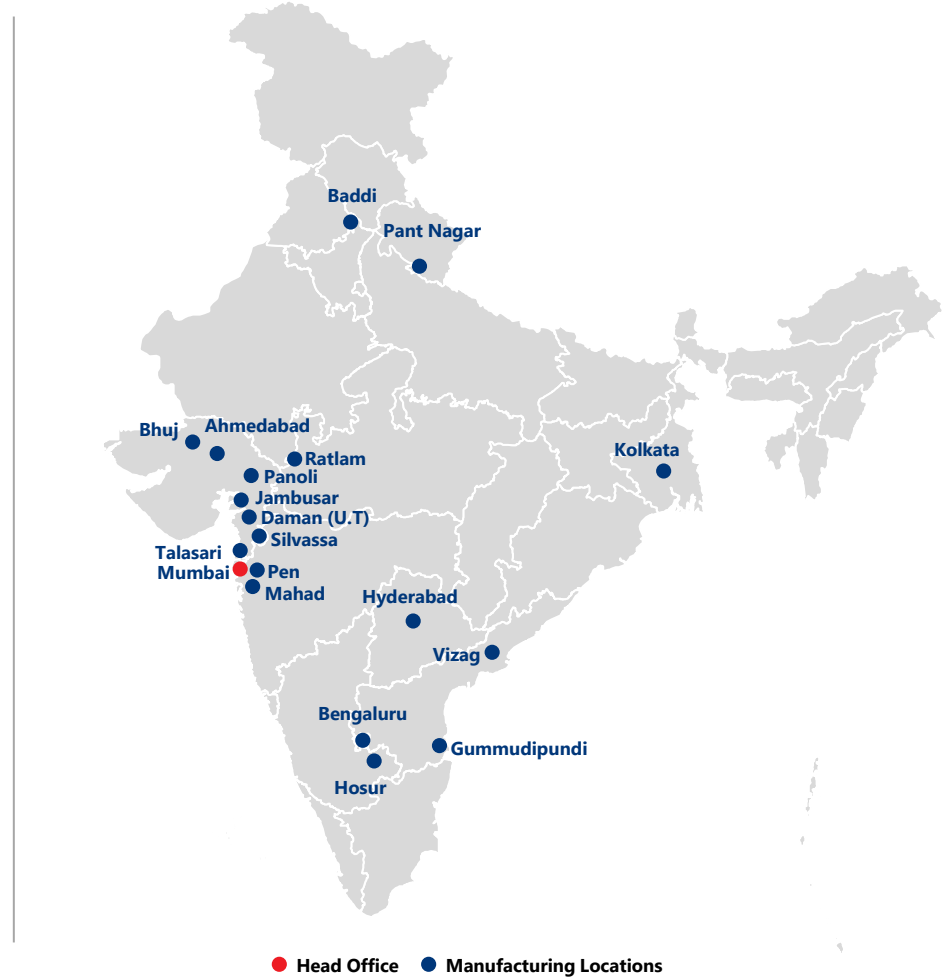 Baddi
Pant Nagar
Ahmedabad
Bhuj
Kolkata
Ratlam
Panoli
Jambusar
Daman (U.T)
Silvassa
Talasari
Mumbai
Pen
Mahad
Hyderabad
Vizag
Bengaluru
Gummudipundi
Hosur
Head Office
Manufacturing Locations